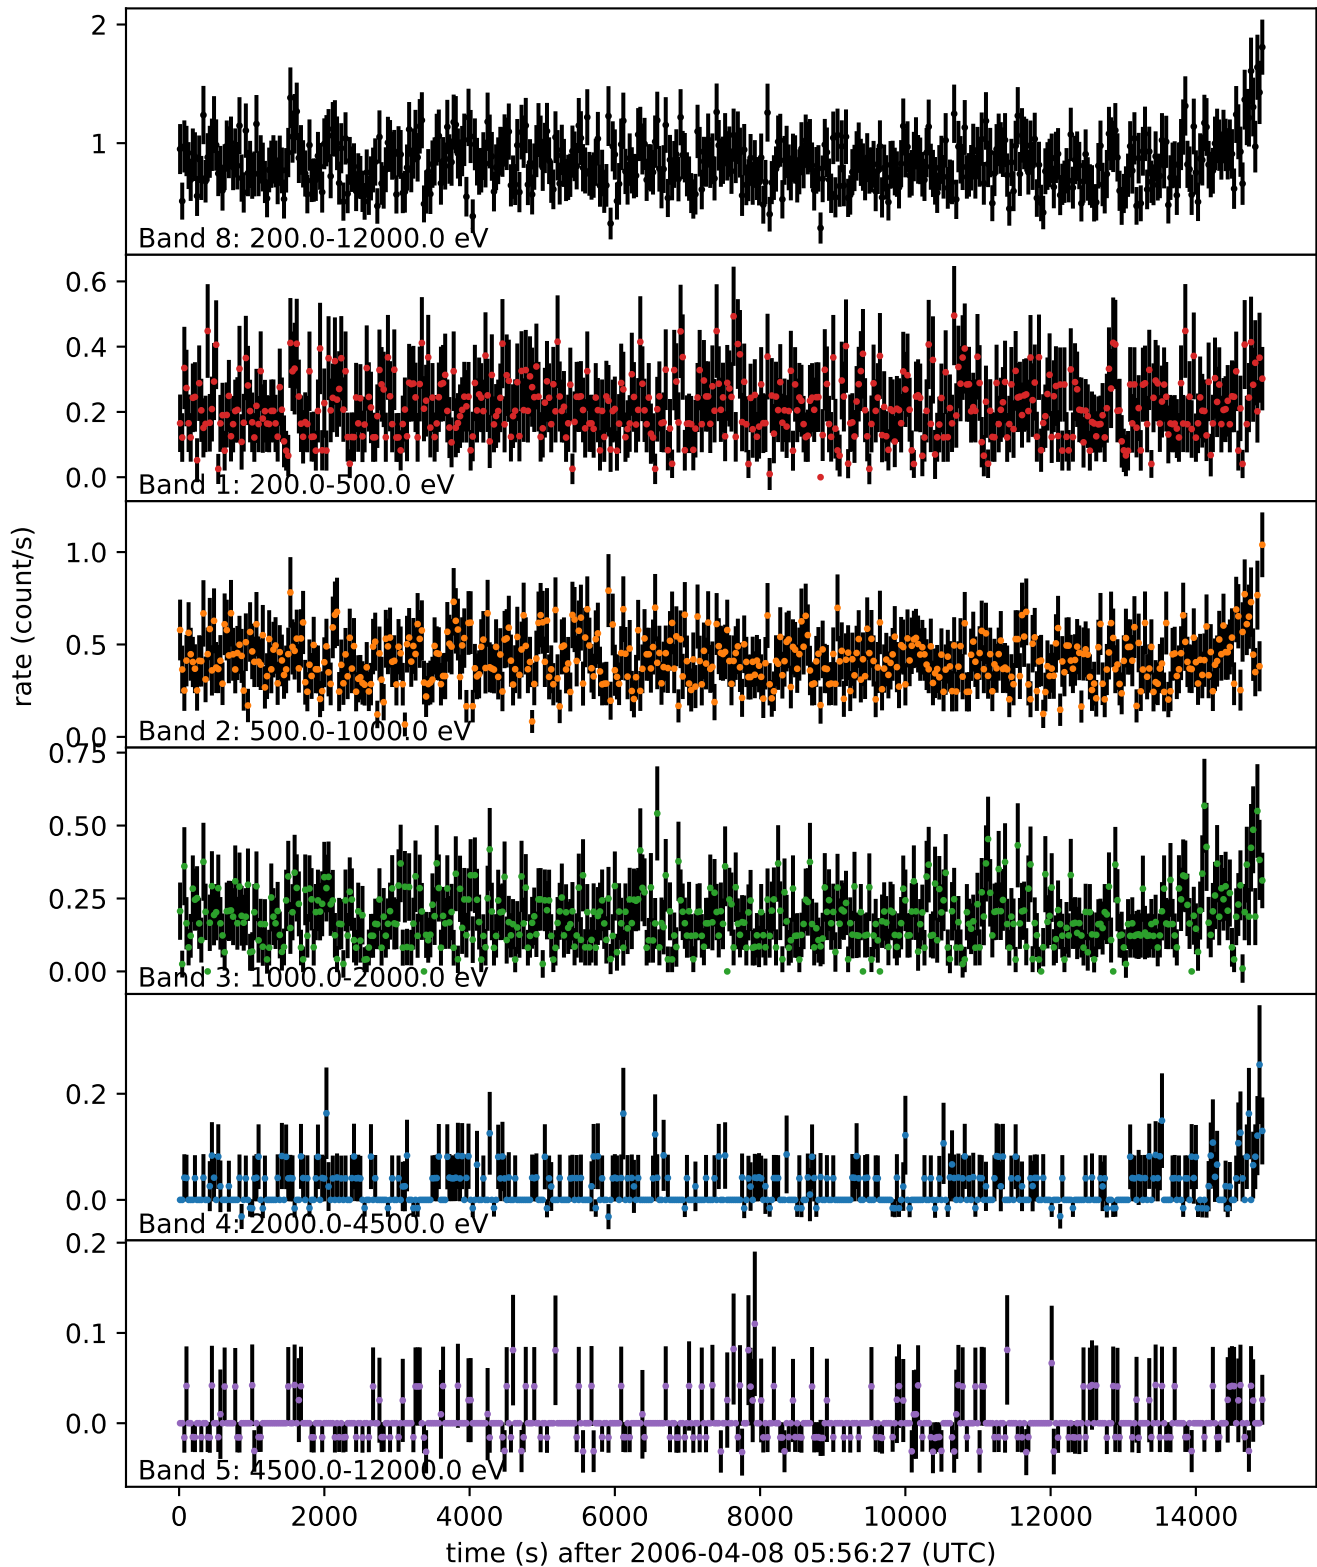 2
1
Band 8: 200.0-12000.0 eV
0.6
0.4
0.2
0.0
Band 1: 200.0-500.0 eV
1.0
0.5
0.0
Band 2: 500.0-1000.0 eV
0.75
0.50
0.25
0.00
Band 3: 1000.0-2000.0 eV
0.2
0.0
Band 4: 2000.0-4500.0 eV
0.2
0.1
0.0
Band 5: 4500.0-12000.0 eV
rate (count/s)
0 2000 4000 6000 8000 10000 12000 14000
time (s) after 2006-04-08 05:56:27 (UTC)